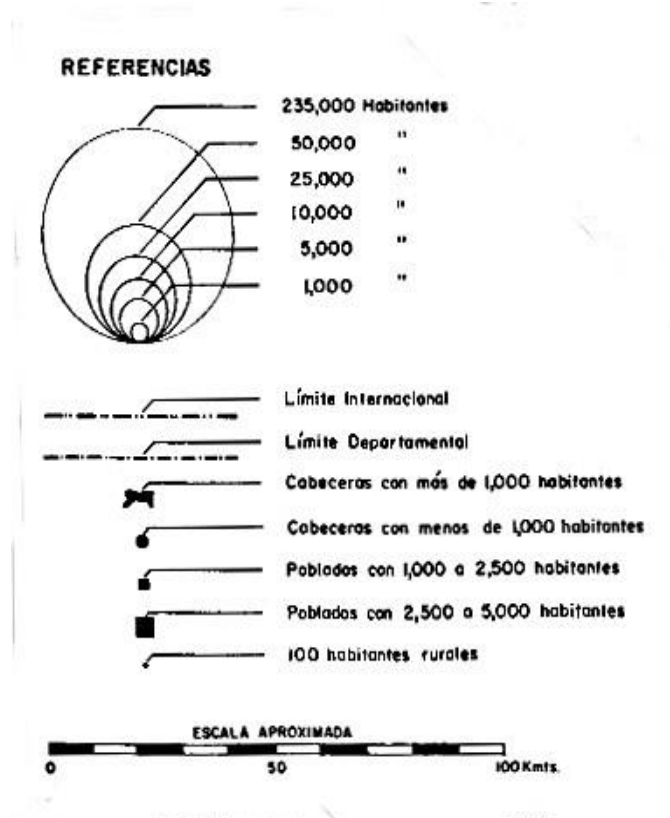 REFERENCIAS
235,000 Habitantes
50,000 "
25,000 "
10,000 "
5,000 "
1,000 "
Límite Internacional
Límite Departamental
Cabeceras con más de 1,000 habitantes
Cabeceras con menos de 1,000 habitantes
Poblados con 1,000 a 2,500 habitantes
Poblados con 2,500 a 5,000 habitantes
100 habitantes rurales
ESCALA APROXIMADA
0 50 100 Kmts.